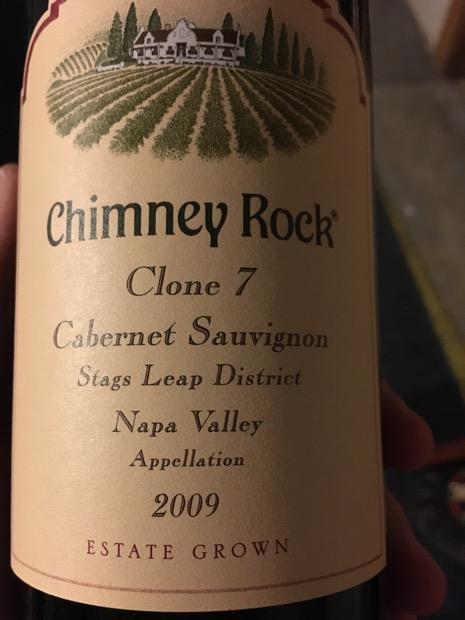 Chimney Rock®
Clone 7
Cabernet Sauvignon
Stags Leap District
Napa Valley
Appellation
2009
ESTATE GROWN